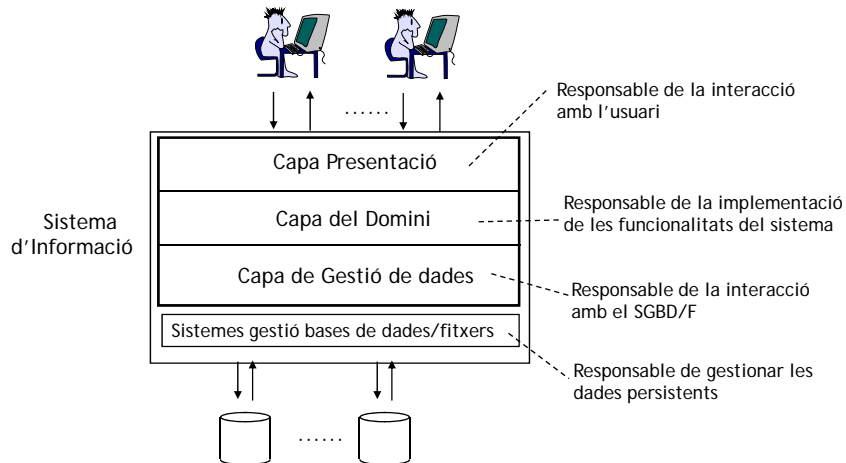 ......
Responsable de la interacció
amb l'usuari
Capa Presentació
Sistema
d'Informació
Capa del Domini
Responsable de la implementació
de les funcionalitats del sistema
Capa de Gestió de dades
Responsable de la interacció
amb el SGBD/F
Sistemes gestió bases de dades/fitxers
Responsable de gestionar les
dades persistents
......